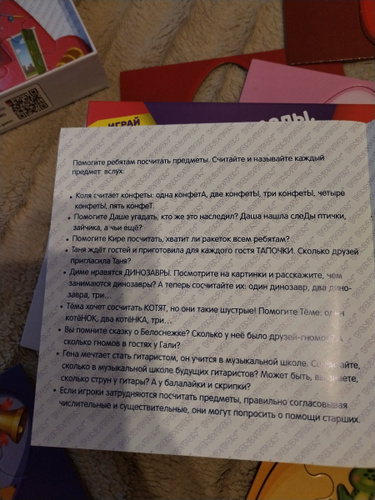 ИГРАЙ
Помогите ребятам посчитать предметы. Считайте и называйте каждый
предмет вслух:
• Коля считает конфеты: одна конфетА, две конфетЫ, три конфетЫ, четыре
конфетЫ, пять конфеТ.
• Помогите Даше угадать, кто же это наследил? Даша нашла слеДы птички,
зайчика, а чьи ещё?
• Помогите Кире посчитать, хватит ли ракеток всем ребятам?
• Таня ждёт гостей и приготовила для каждого гостя ТАПОЧКИ. Сколько друзей
пригласила Таня?
• Диме нравятся ДИНОЗАВРЫ. Посмотрите на картинки и расскажите, чем
занимаются динозавры? А теперь сосчитайте их: один динозавр, два дино-
завра, три...
• Тёма хочет сосчитать КОТЯТ, но они такие шустрые! Помогите Тёме: один
котёНОК, два котёНКА, три...
• Вы помните сказку о Белоснежке? Сколько у неё было друзей-гномов? А
сколько гномов в гостях у Гали?
• Гена мечтает стать гитаристом, он учится в музыкальной школе. Сосчитайте,
сколько в музыкальной школе будущих гитаристов? Может быть, вы знаете,
сколько струн у гитары? А у балалайки и скрипки?
• Если игроки затрудняются посчитать предметы, правильно согласовывая
числительные и существительные, они могут попросить о помощи старших.